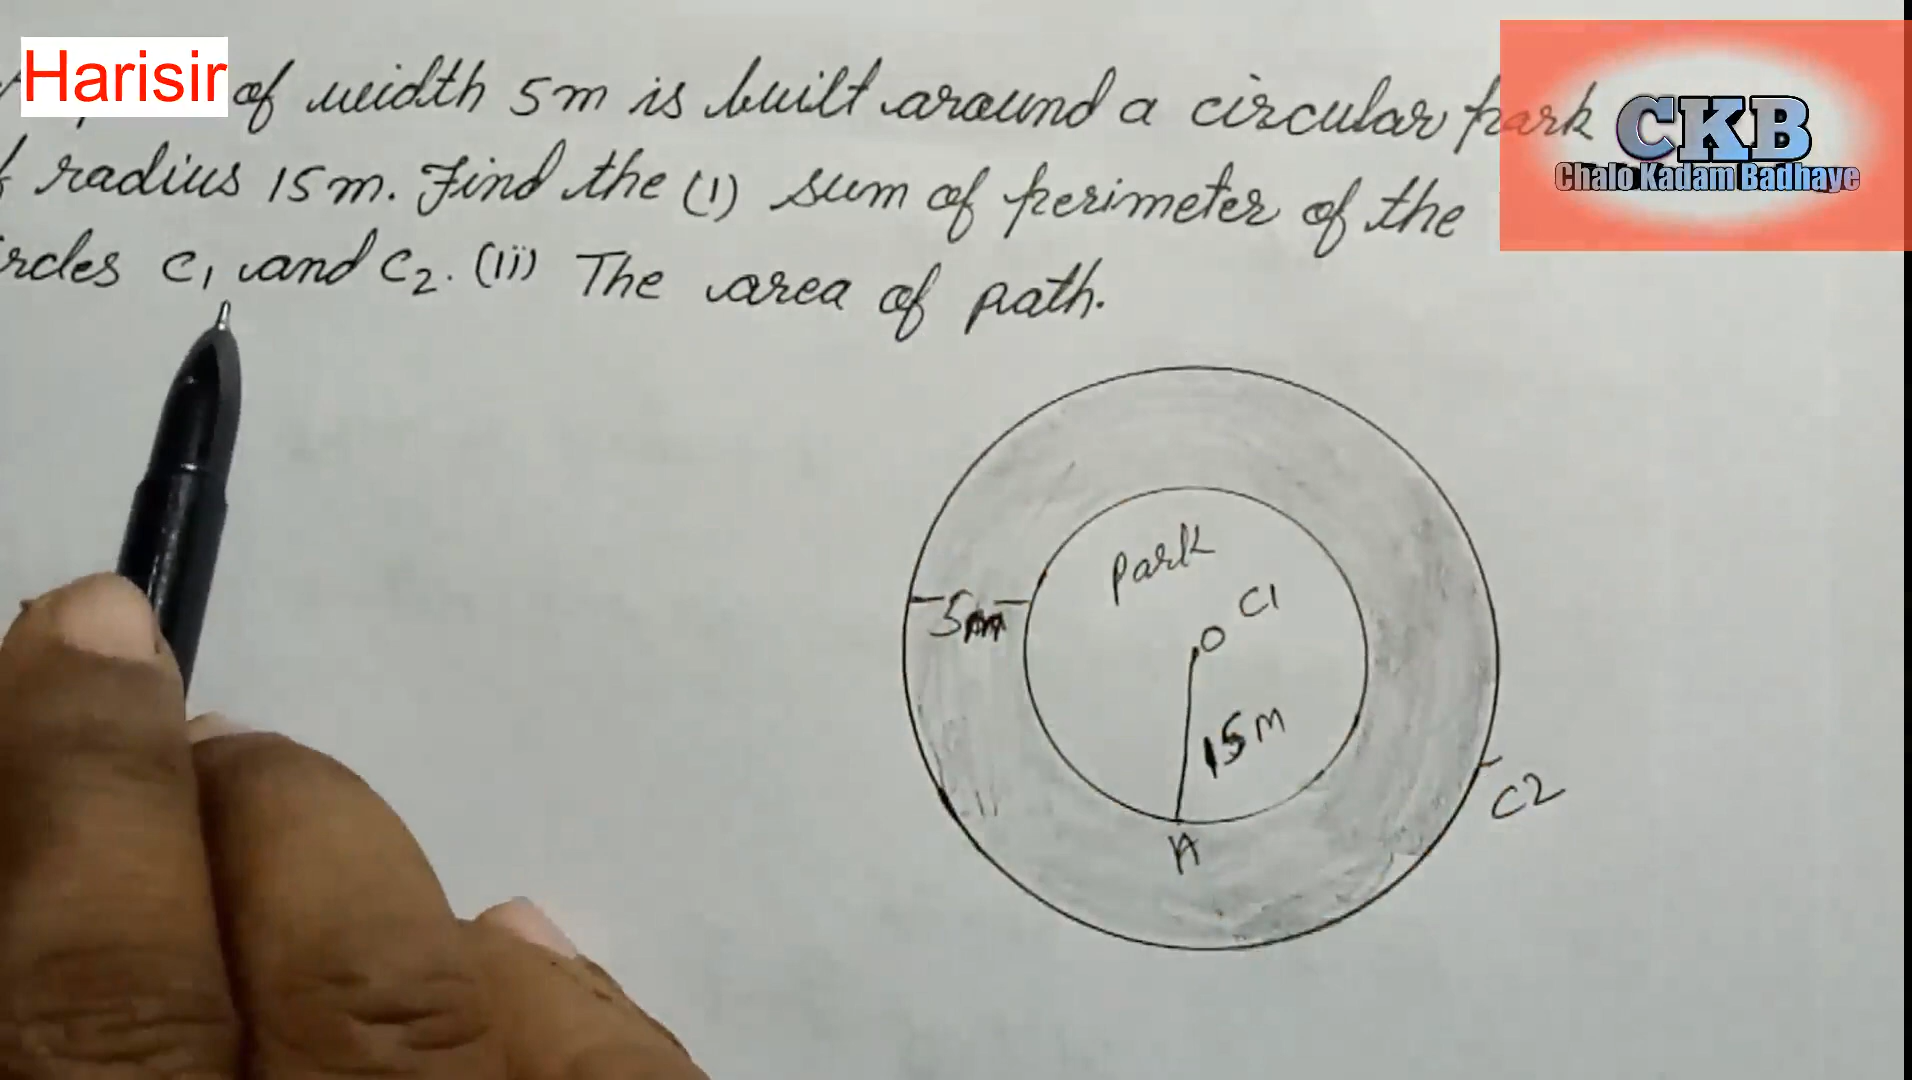 Harisir of width 5m is built around a circular park
radius 15m. Find the (1) sum of perimeter of the
rcles C1 and C2. (ii) The area of path.
CKB
Chalo Kadam Badhaye
Park
C1
O
5m
15m
A
C2